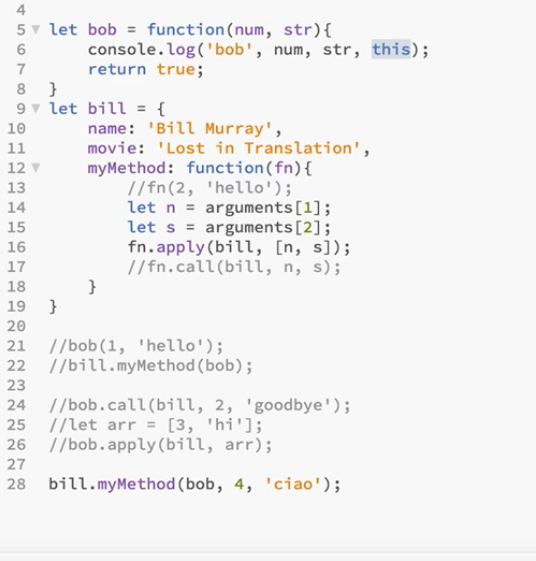 4
5 let bob = function(num, str){
6     console.log('bob', num, str, this);
7     return true;
8 }
9 let bill = {
10     name: 'Bill Murray',
11     movie: 'Lost in Translation',
12     myMethod: function(fn){
13         //fn(2, 'hello');
14         let n = arguments[1];
15         let s = arguments[2];
16         fn.apply(bill, [n, s]);
17         //fn.call(bill, n, s);
18     }
19 }
20
21 //bob(1, 'hello');
22 //bill.myMethod(bob);
23
24 //bob.call(bill, 2, 'goodbye');
25 //let arr = [3, 'hi'];
26 //bob.apply(bill, arr);
27
28 bill.myMethod(bob, 4, 'ciao');